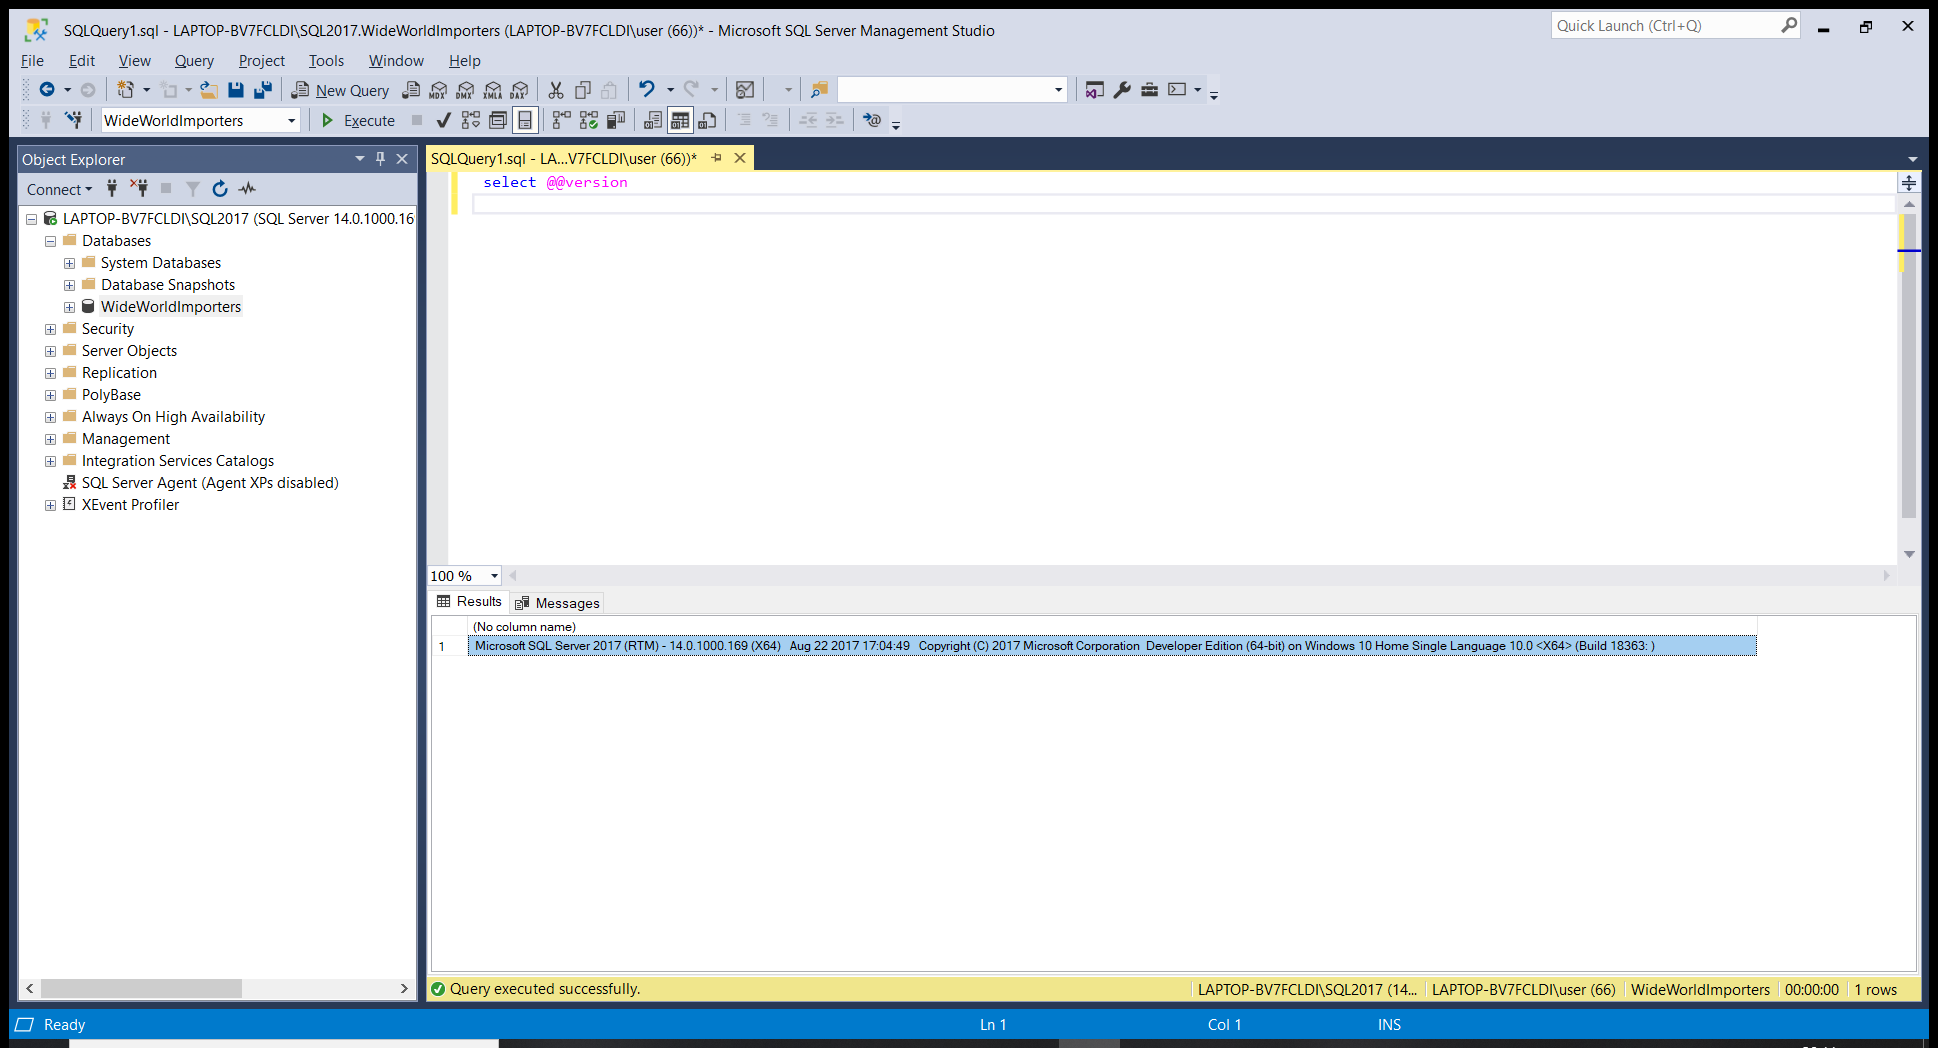 SQLQuery1.sql - LAPTOP-BV7FCLDI\SQL2017.WideWorldImporters (LAPTOP-BV7FCLDI\user (66))* - Microsoft SQL Server Management Studio
Quick Launch (Ctrl+Q)
File Edit View Query Project Tools Window Help
New Query MDX DMX XMLA DAX
WideWorldImporters Execute
Object Explorer
SQLQuery1.sql - LA...V7FCLDI\user (66))*
Connect
select @@version
LAPTOP-BV7FCLDI\SQL2017 (SQL Server 14.0.1000.16
Databases
System Databases
Database Snapshots
WideWorldImporters
Security
Server Objects
Replication
PolyBase
Always On High Availability
Management
Integration Services Catalogs
SQL Server Agent (Agent XPs disabled)
XEvent Profiler
100 %
Results Messages
(No column name)
1 Microsoft SQL Server 2017 (RTM) - 14.0.1000.169 (X64) Aug 22 2017 17:04:49 Copyright (C) 2017 Microsoft Corporation Developer Edition (64-bit) on Windows 10 Home Single Language 10.0 <X64> (Build 18363: )
Query executed successfully.
LAPTOP-BV7FCLDI\SQL2017 (14... LAPTOP-BV7FCLDI\user (66) WideWorldImporters 00:00:00 1 rows
Ready Ln 1 Col 1 INS